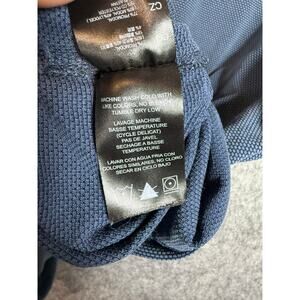 CZ
MACHINE WASH COLD WITH
LIKE COLORS, NO BLEACH
TUMBLE DRY LOW
LAVAGE MACHINE
BASSE TEMPERATURE
(CYCLE DELICAT)
PAS DE JAVEL
SECHAGE A BASSE
TEMPERATURE
LAVAR CON AGUA FRIA CON
COLORES SIMILARES, NO CLORO
SECAR EN CICLO BAJO